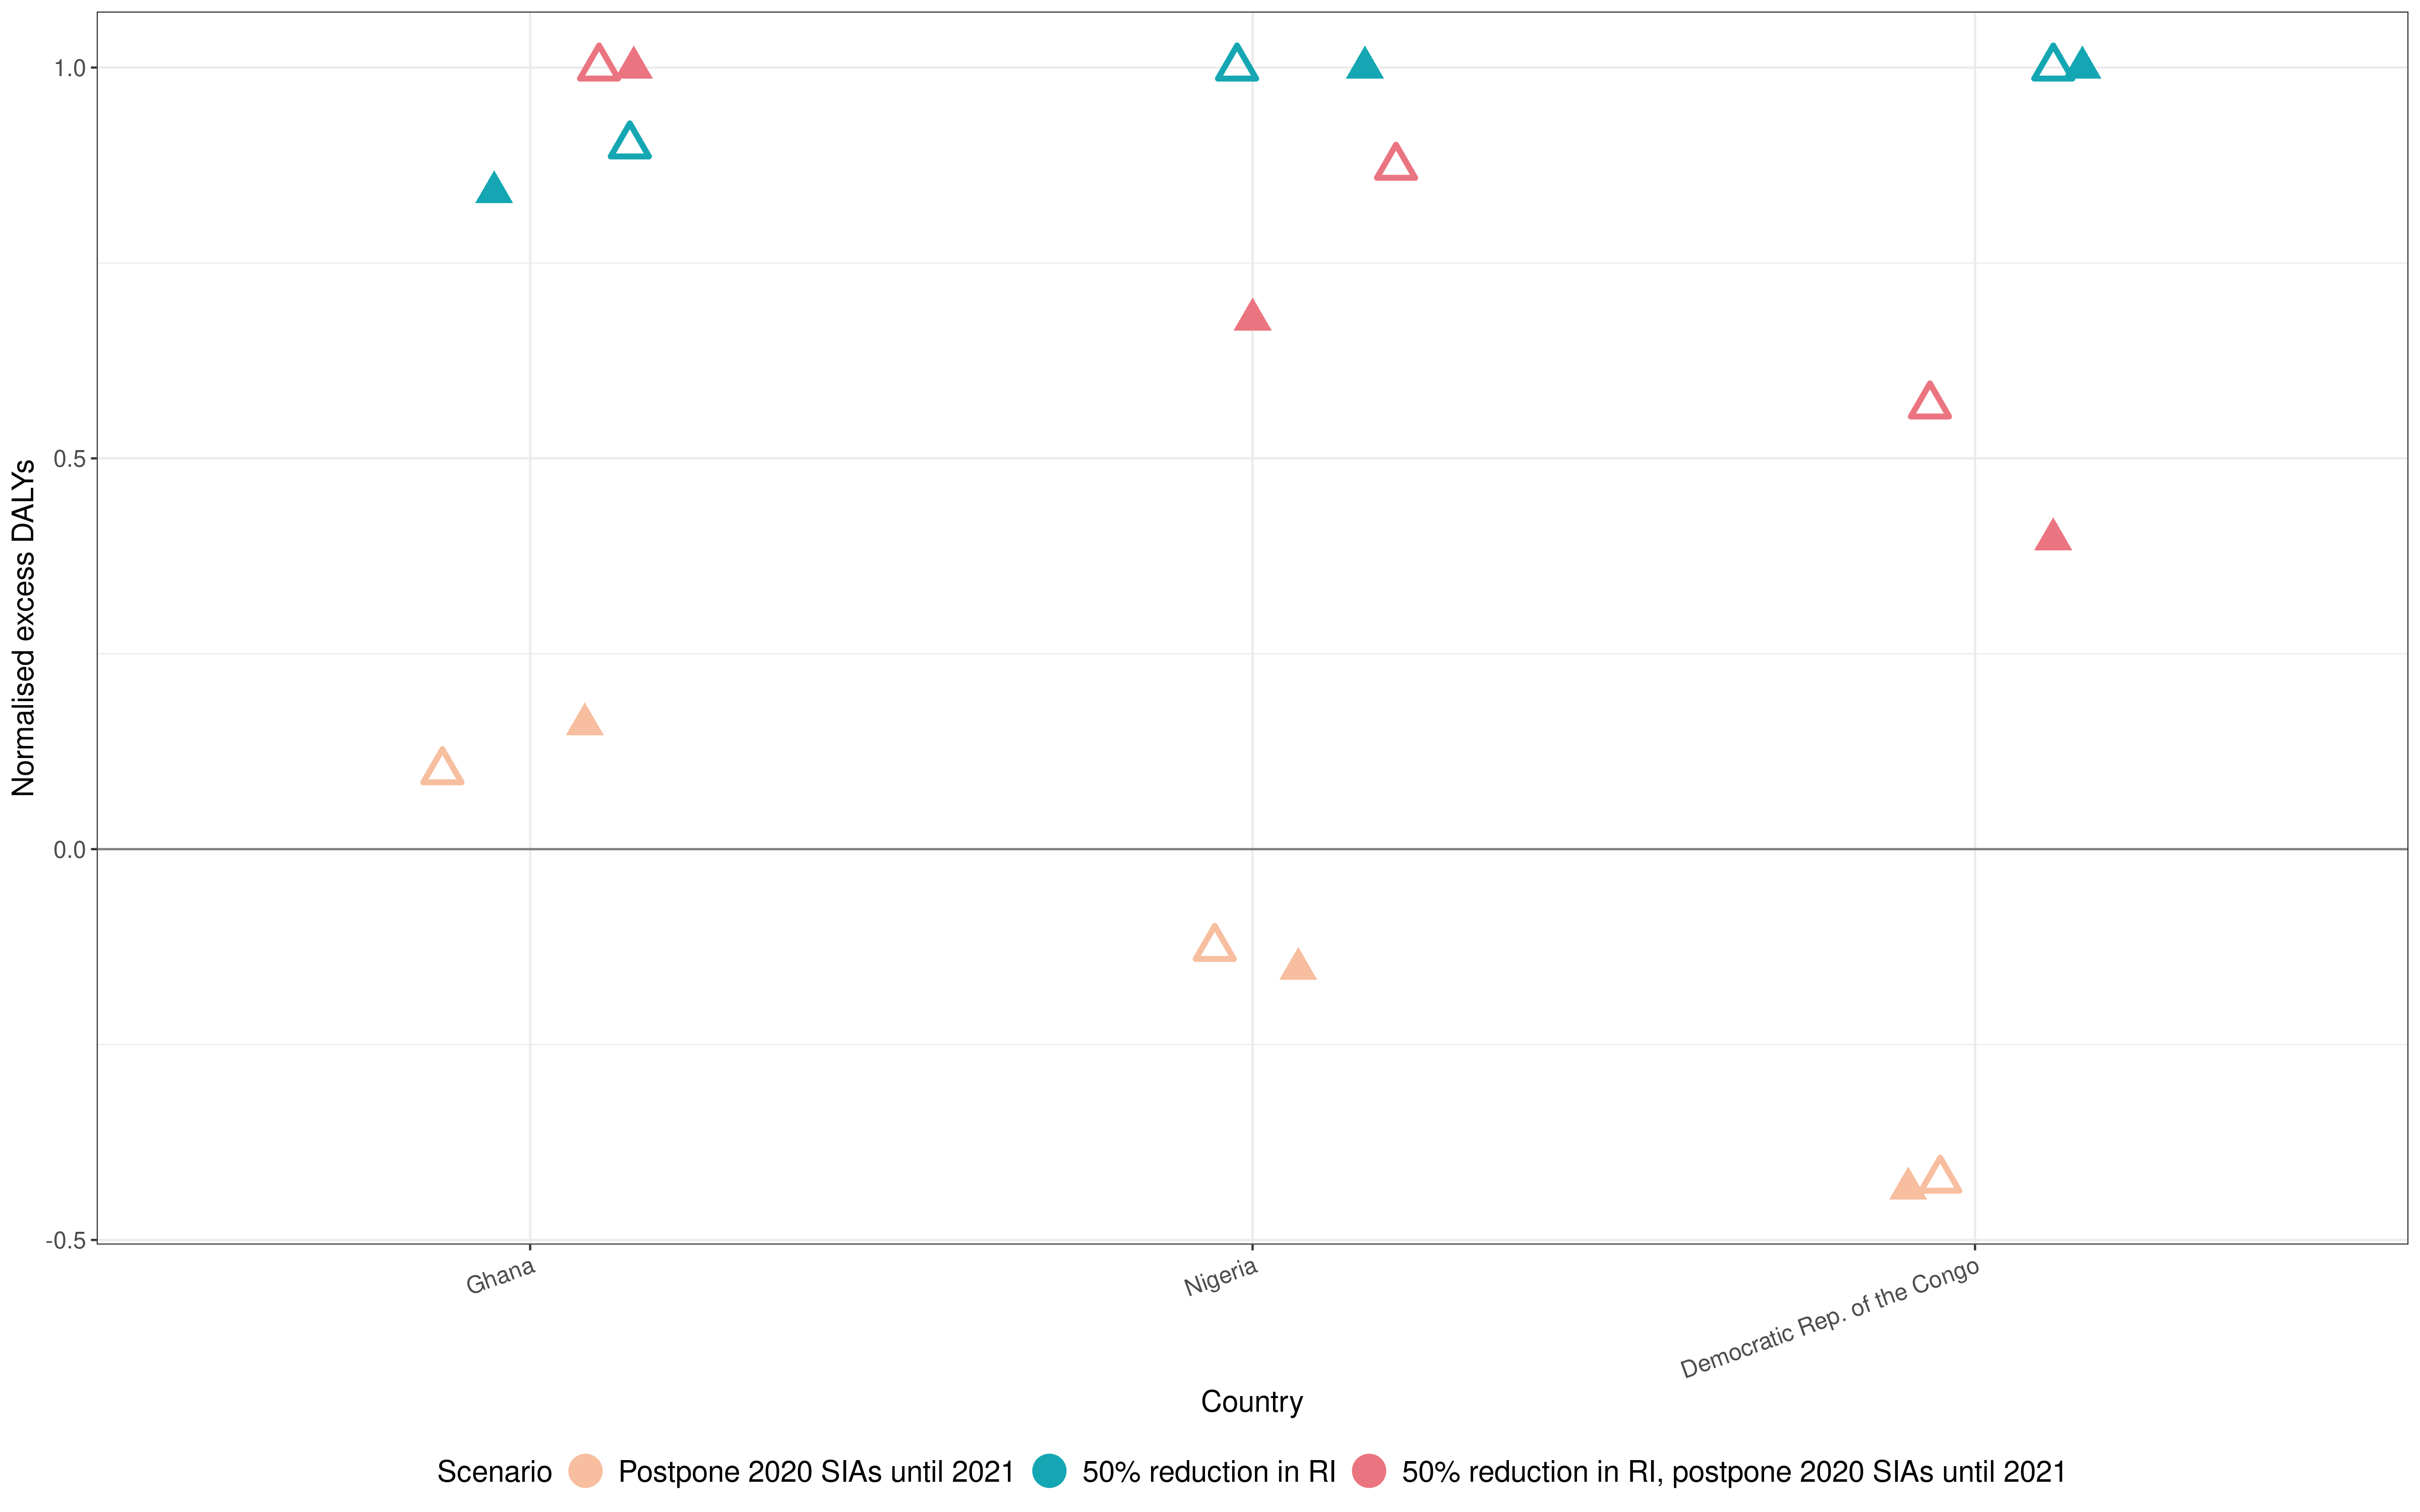 Normalised excess DALYs
1.0
0.5
0.0
-0.5
Ghana
Nigeria
Democratic Rep. of the Congo
Country
Scenario Postpone 2020 SIAs until 2021 50% reduction in RI 50% reduction in RI, postpone 2020 SIAs until 2021